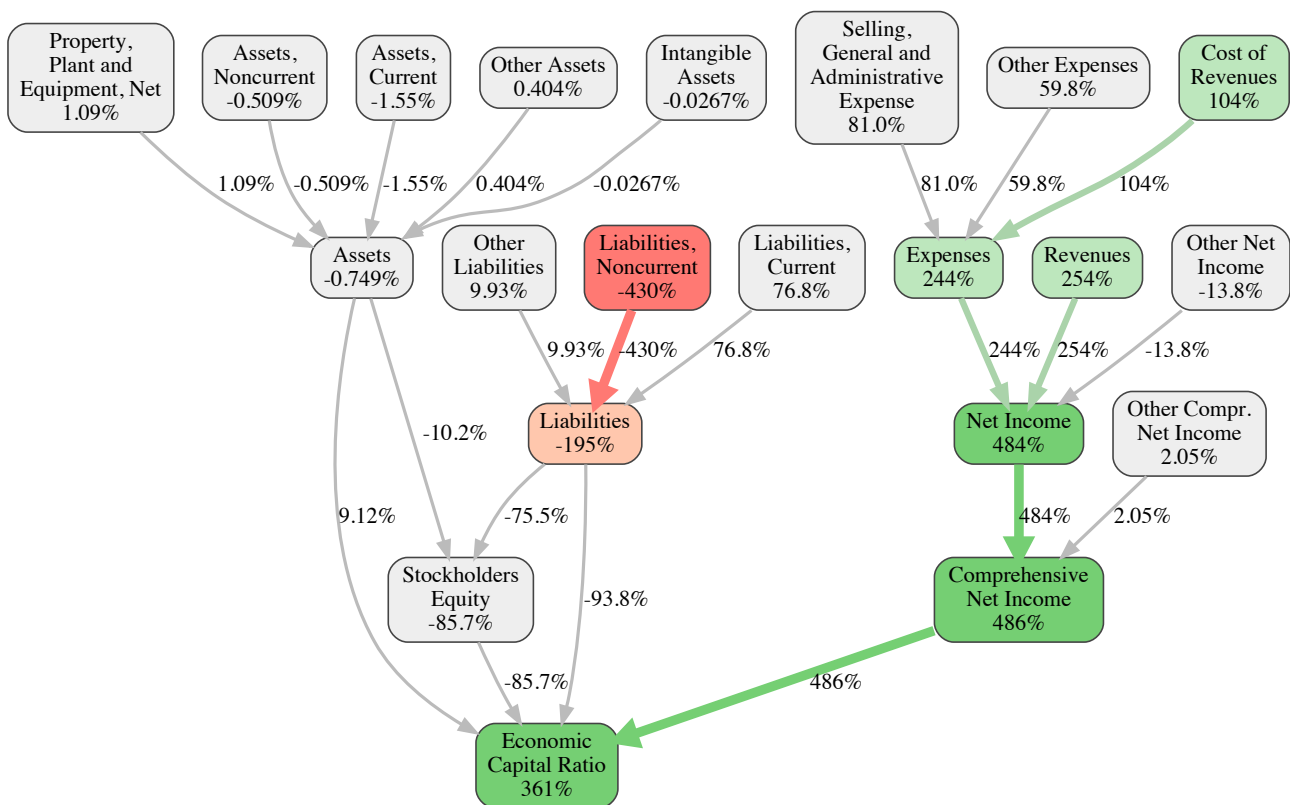 Property,
Plant and
Equipment, Net
1.09%
Assets,
Noncurrent
-0.509%
Assets,
Current
-1.55%
Other Assets
0.404%
Intangible
Assets
-0.0267%
Selling,
General and
Administrative
Expense
81.0%
Other Expenses
59.8%
Cost of
Revenues
104%
1.09%
-0.509%
-1.55%
0.404%
-0.0267%
81.0%
59.8%
104%
Assets
-0.749%
Other
Liabilities
9.93%
Liabilities,
Noncurrent
-430%
Liabilities,
Current
76.8%
Expenses
244%
Revenues
254%
Other Net
Income
-13.8%
9.93%
-430%
76.8%
244%
254%
-13.8%
Liabilities
-195%
Net Income
484%
Other Compr.
Net Income
2.05%
-10.2%
9.12%
-75.5%
484%
2.05%
Stockholders
Equity
-85.7%
-93.8%
Comprehensive
Net Income
486%
-85.7%
486%
Economic
Capital Ratio
361%